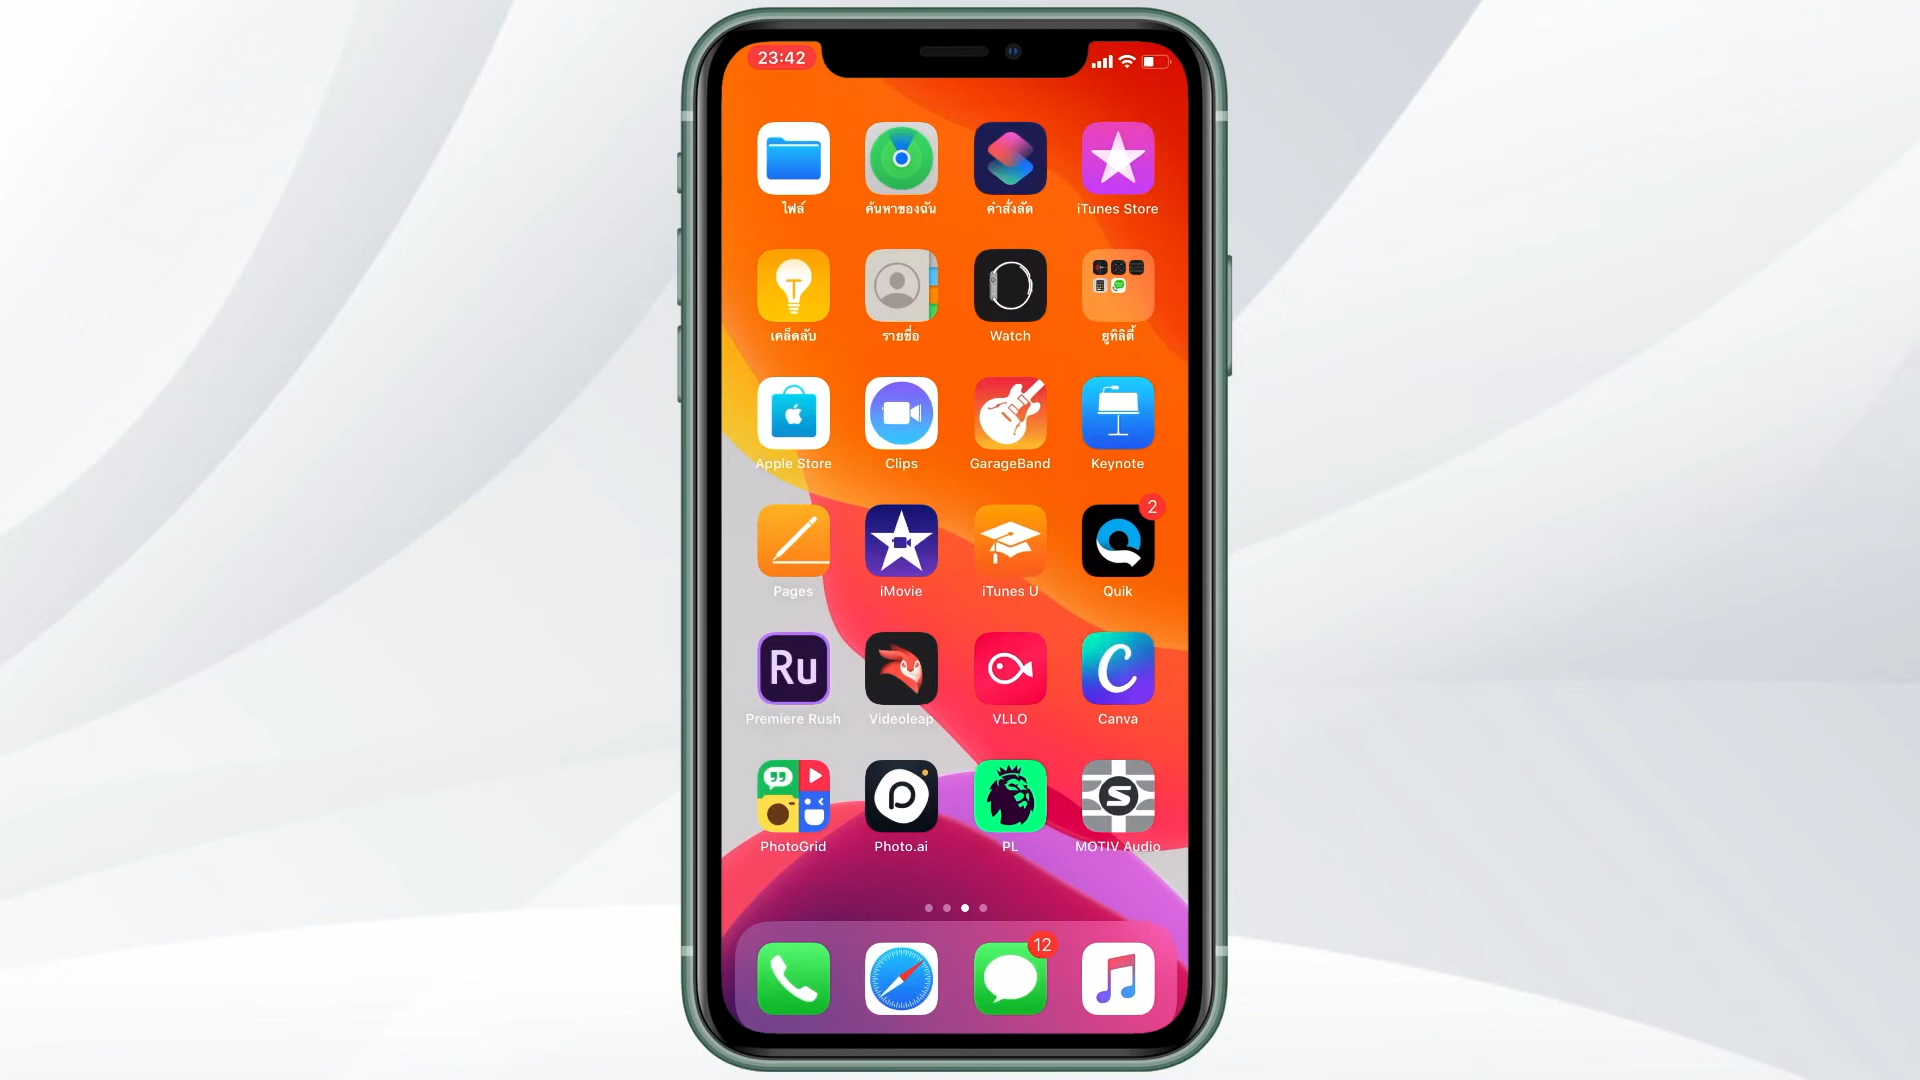 23:42
ไฟล์
ค้นหาของฉัน
คำสั่งลัด
iTunes Store
เคล็ดลับ
รายชื่อ
Watch
ยูทิลิตี้
Apple Store
Clips
GarageBand
Keynote
2
Pages
iMovie
iTunes U
Quik
Ru
Premiere Rush
Videoleap
VLLO
C
Canva
PhotoGrid
Photo.ai
PL
MOTIV Audio
12